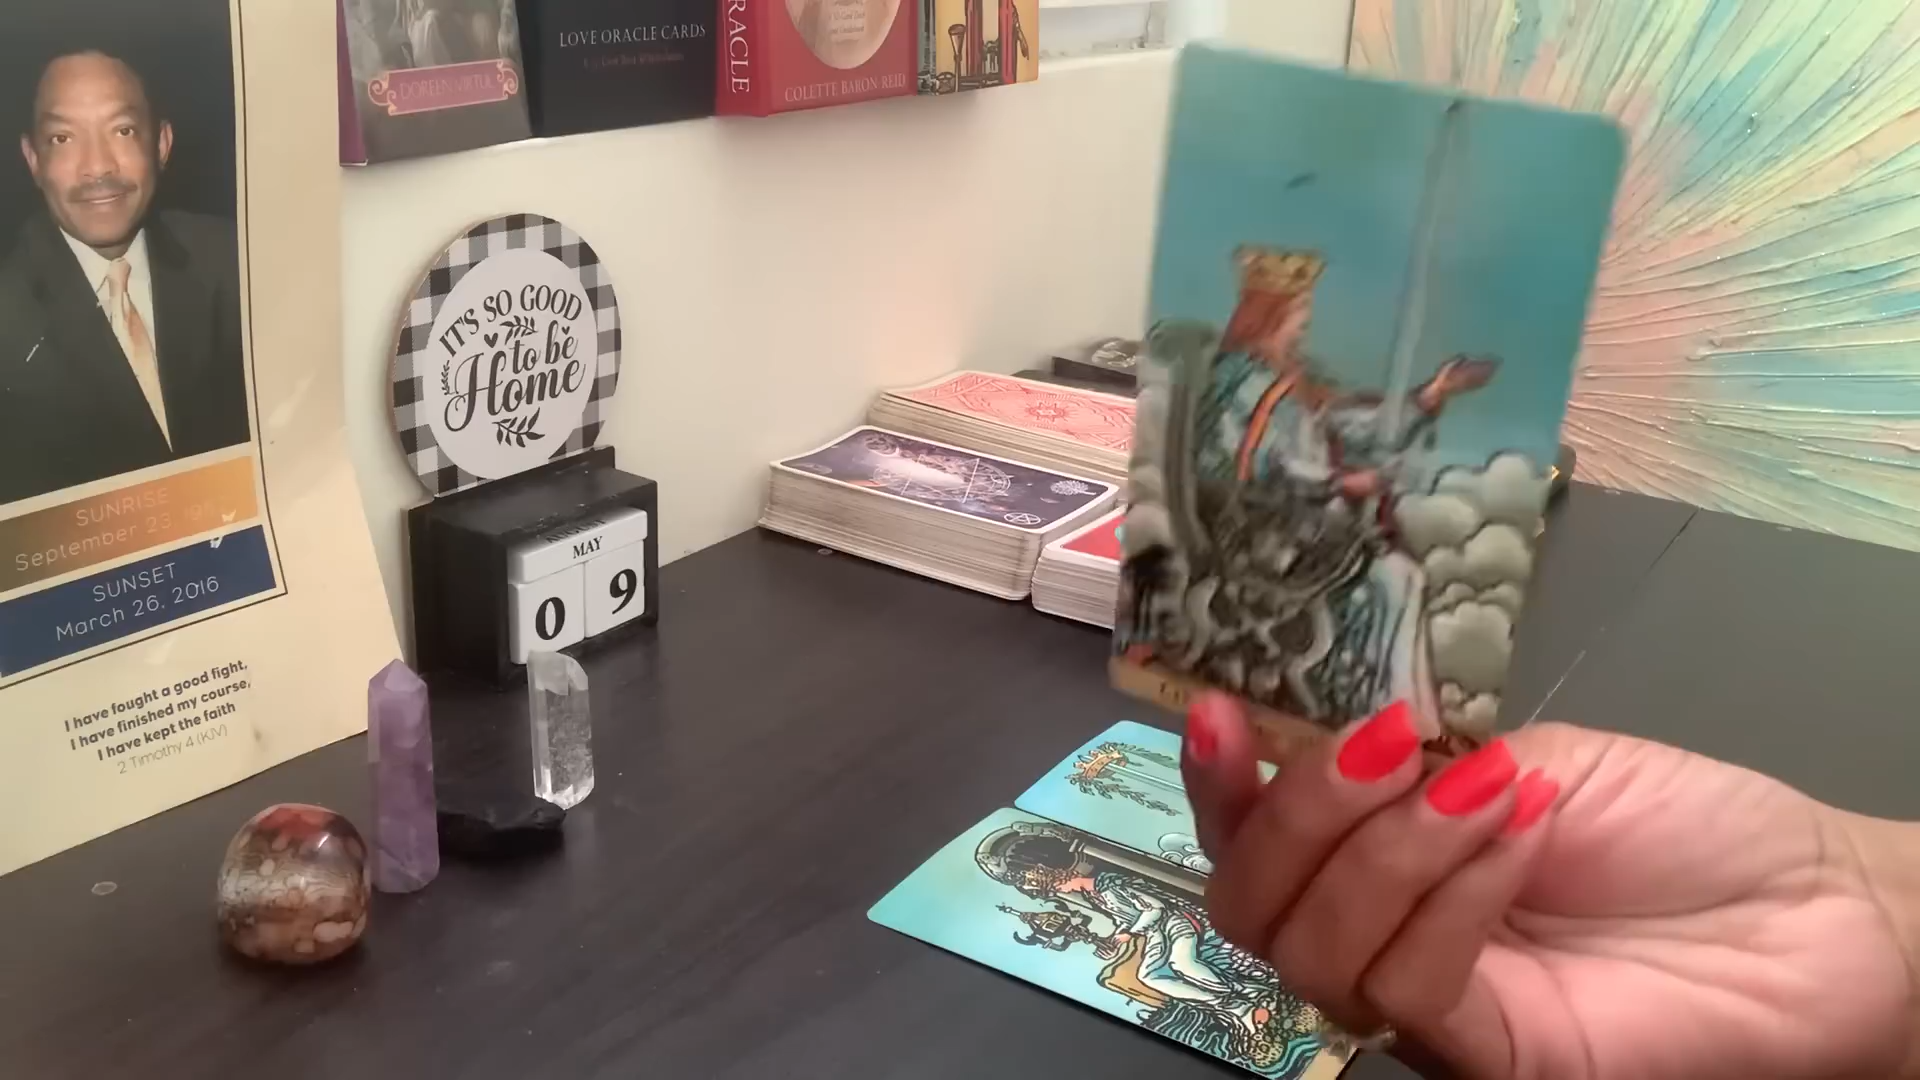 DOREEN VIRTUE
LOVE ORACLE CARDS
RACLE
COLETTE BARON-REID
IT'S SO GOOD
to be
Home
MAY
0 9
SUNRISE
September 23
SUNSET
March 26, 2016
I have fought a good fight,
I have finished my course,
I have kept the faith
2 Timothy 4 (KJV)